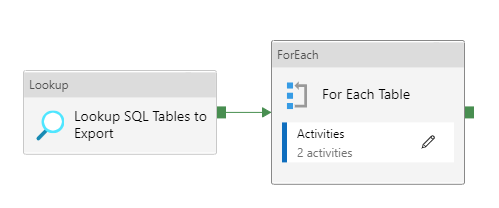 Lookup
Lookup SQL Tables to
Export
ForEach
For Each Table
Activities
2 activities